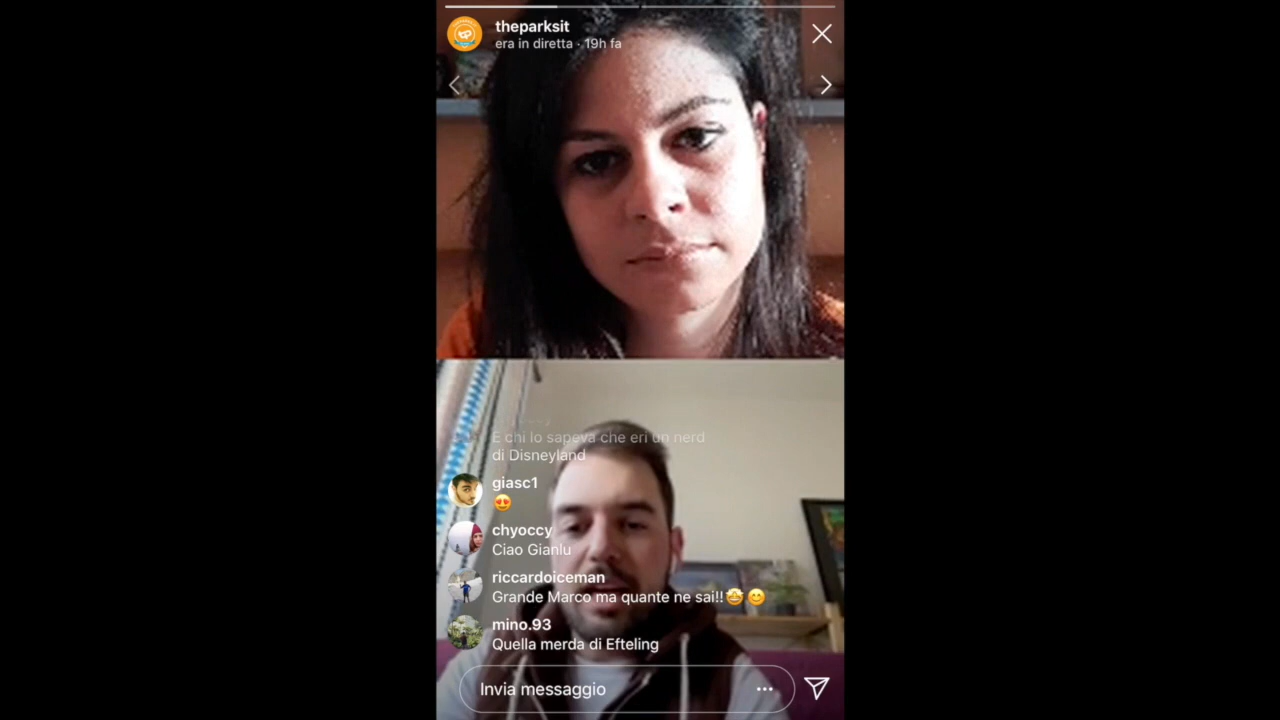 theparksit
era in diretta · 19h fa
E chi lo sapeva che eri un nerd
di Disneyland
giasc1
😍
chyoccy
Ciao Gianlu
riccardoiceman
Grande Marco ma quante ne sai!!🤩😊
mino.93
Quella merda di Efteling
Invia messaggio